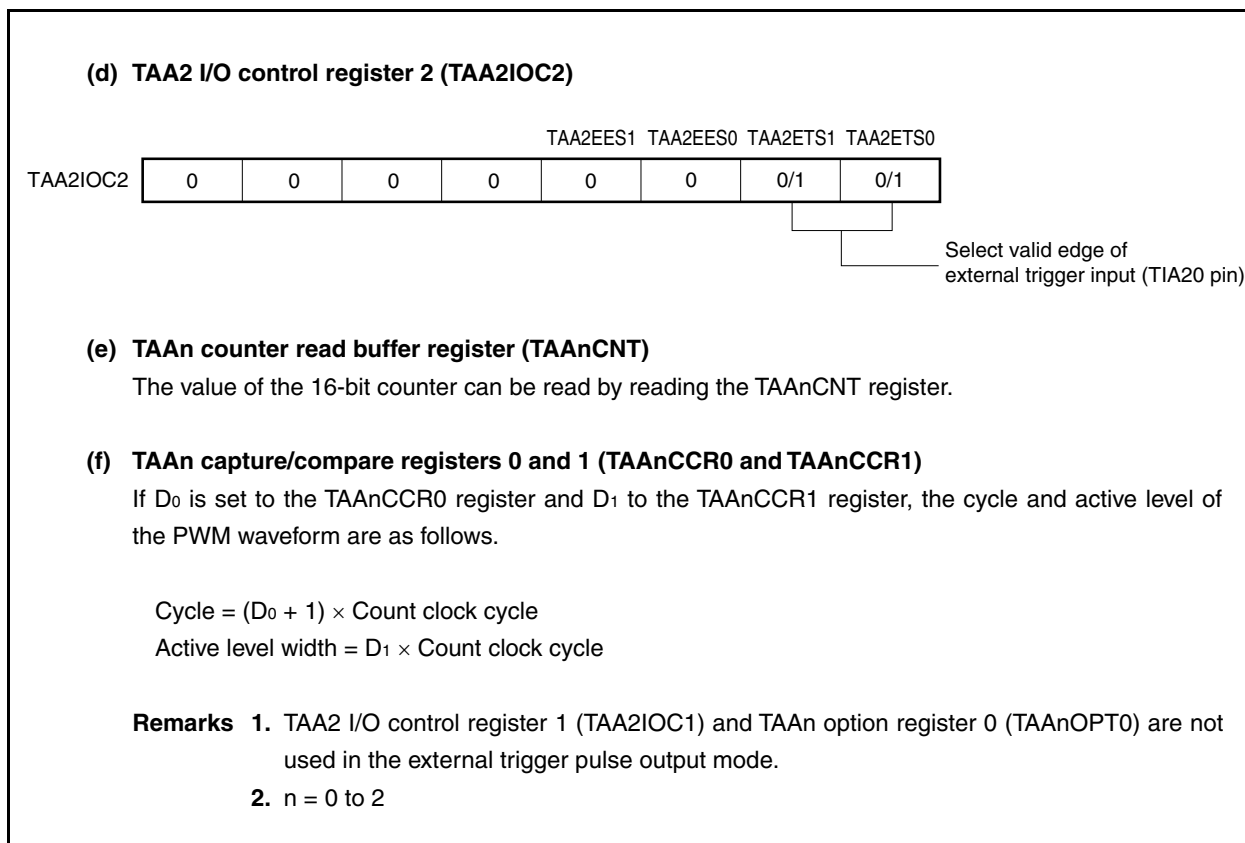 (d) TAA2 I/O control register 2 (TAA2IOC2)
TAA2EES1 TAA2EES0 TAA2ETS1 TAA2ETS0
TAA2IOC2 0 0 0 0 0 0 0/1 0/1
Select valid edge of
external trigger input (TIA20 pin)
(e) TAAn counter read buffer register (TAAnCNT)
The value of the 16-bit counter can be read by reading the TAAnCNT register.
(f) TAAn capture/compare registers 0 and 1 (TAAnCCR0 and TAAnCCR1)
If D0 is set to the TAAnCCR0 register and D1 to the TAAnCCR1 register, the cycle and active level of
the PWM waveform are as follows.
Cycle = (D0 + 1) × Count clock cycle
Active level width = D1 × Count clock cycle
Remarks 1. TAA2 I/O control register 1 (TAA2IOC1) and TAAn option register 0 (TAAnOPT0) are not
used in the external trigger pulse output mode.
2. n = 0 to 2